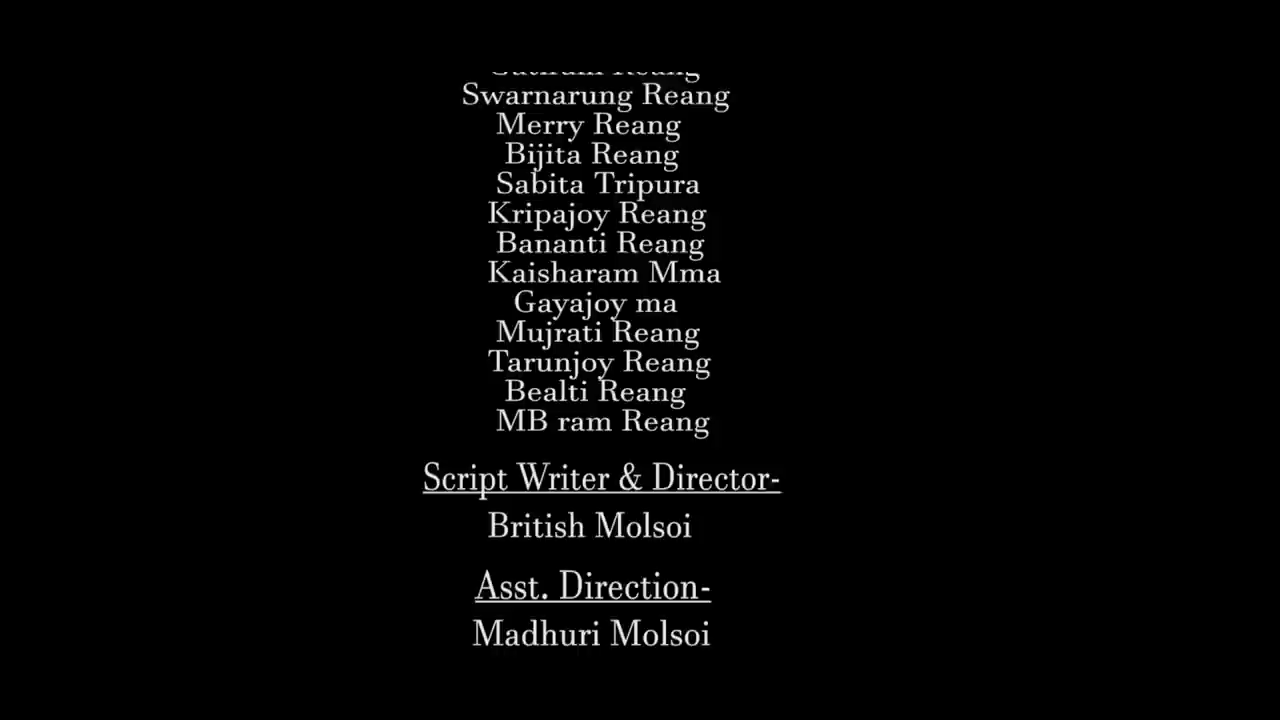 Reang
Swarnarung Reang
Merry Reang
Bijita Reang
Sabita Tripura
Kripajoy Reang
Bananti Reang
Kaisharam Mma
Gayajoy ma
Mujrati Reang
Tarunjoy Reang
Bealti Reang
MB ram Reang
Script Writer & Director-
British Molsoi
Asst. Direction-
Madhuri Molsoi